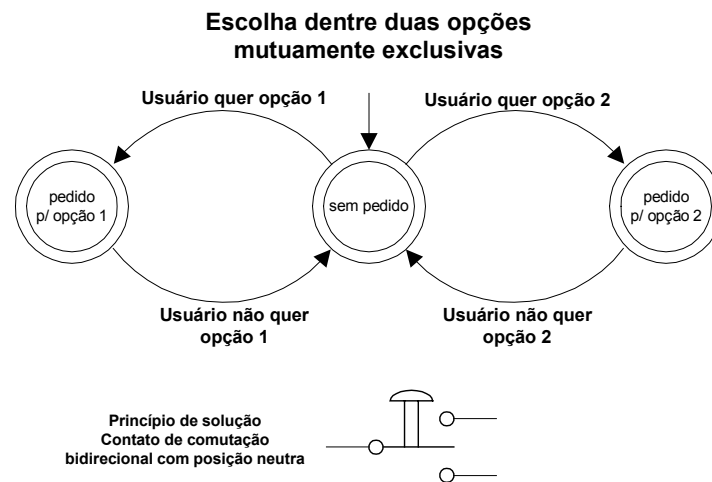 Escolha dentre duas opções
mutuamente exclusivas
Usuário quer opção 1
Usuário quer opção 2
pedido
p/ opção 1
sem pedido
pedido
p/ opção 2
Usuário não quer
opção 1
Usuário não quer
opção 2
Princípio de solução
Contato de comutação
bidirecional com posição neutra